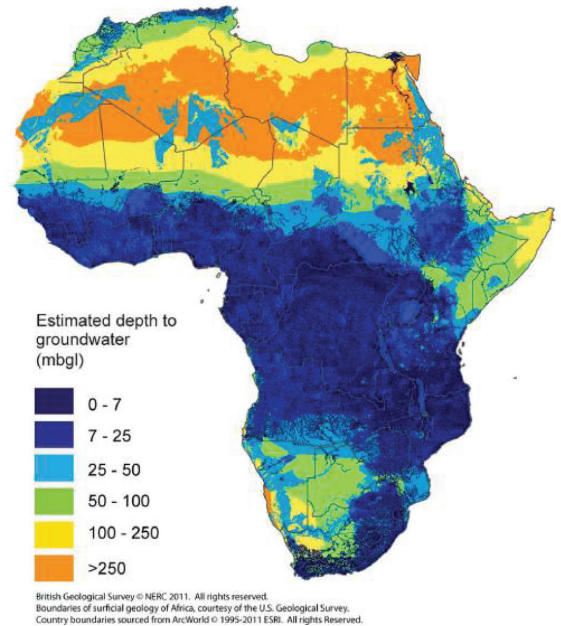 Estimated depth to
groundwater
(mbgl)
0 - 7
7 - 25
25 - 50
50 - 100
100 - 250
>250
British Geological Survey © NERC 2011. All rights reserved.
Boundaries of surficial geology of Africa, courtesy of the U.S. Geological Survey.
Country boundaries sourced from ArcWorld © 1995-2011 ESRI. All rights Reserved.